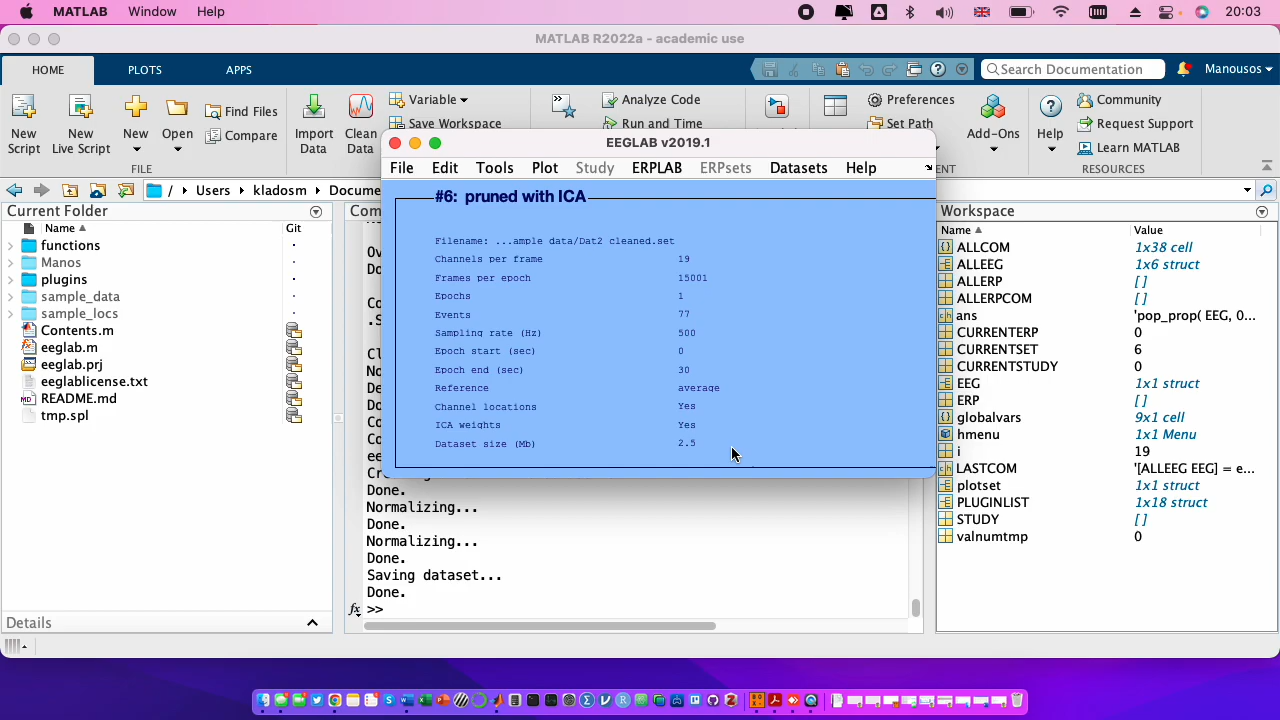 MATLAB Window Help 20:03
MATLAB R2022a - academic use
HOME PLOTS APPS Search Documentation Manousos
New Script
New Live Script
New
Open
Find Files
Compare
Import Data
Clean Data
Variable
Save Workspace
Analyze Code
Run and Time
Preferences
Set Path
Add-Ons
Help
Community
Request Support
Learn MATLAB
FILE
RESOURCES
/ Users kladosm
Current Folder
Name Git
functions
Manos
plugins
sample_data
sample_locs
Contents.m
eeglab.m
eeglab.prj
eeglablicense.txt
README.md
tmp.spl
Details
EEGLAB v2019.1
File Edit Tools Plot Study ERPLAB ERPsets Datasets Help
#6: pruned with ICA
Filename: ...ample data/Dat2 cleaned.set
Channels per frame 19
Frames per epoch 15001
Epochs 1
Events 77
Sampling rate (Hz) 500
Epoch start (sec) 0
Epoch end (sec) 30
Reference average
Channel locations Yes
ICA weights Yes
Dataset size (Mb) 2.5
Done.
Normalizing...
Done.
Normalizing...
Done.
Saving dataset...
Done.
fx >>
Workspace
Name Value
ALLCOM 1x38 cell
ALLEEG 1x6 struct
ALLERP []
ALLERPCOM []
ans 'pop_prop( EEG, 0...
CURRENTERP 0
CURRENTSET 6
CURRENTSTUDY 0
EEG 1x1 struct
ERP []
globalvars 9x1 cell
hmenu 1x1 Menu
i 19
LASTCOM '[ALLEEG EEG] = e...
plotset 1x1 struct
PLUGINLIST 1x18 struct
STUDY []
valnumtmp 0